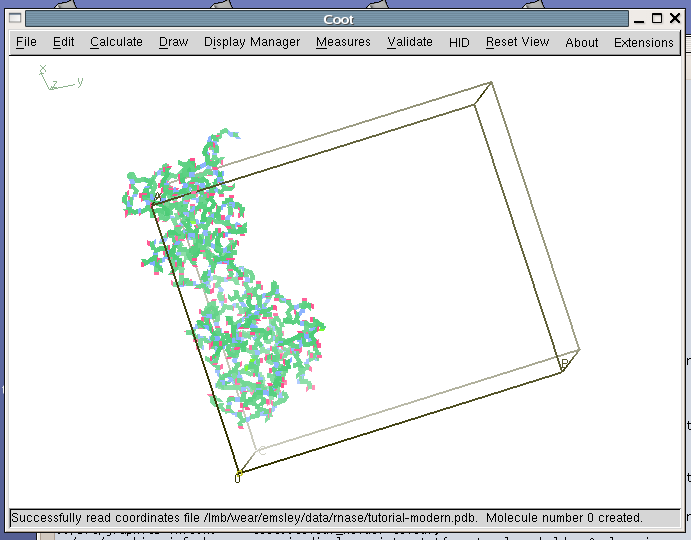 Coot
File Edit Calculate Draw Display Manager Measures Validate HID Reset View About Extensions
x
z y
A
B
C
0
Successfully read coordinates file /lmb/wear/emsley/data/rnase/tutorial-modern.pdb. Molecule number 0 created.